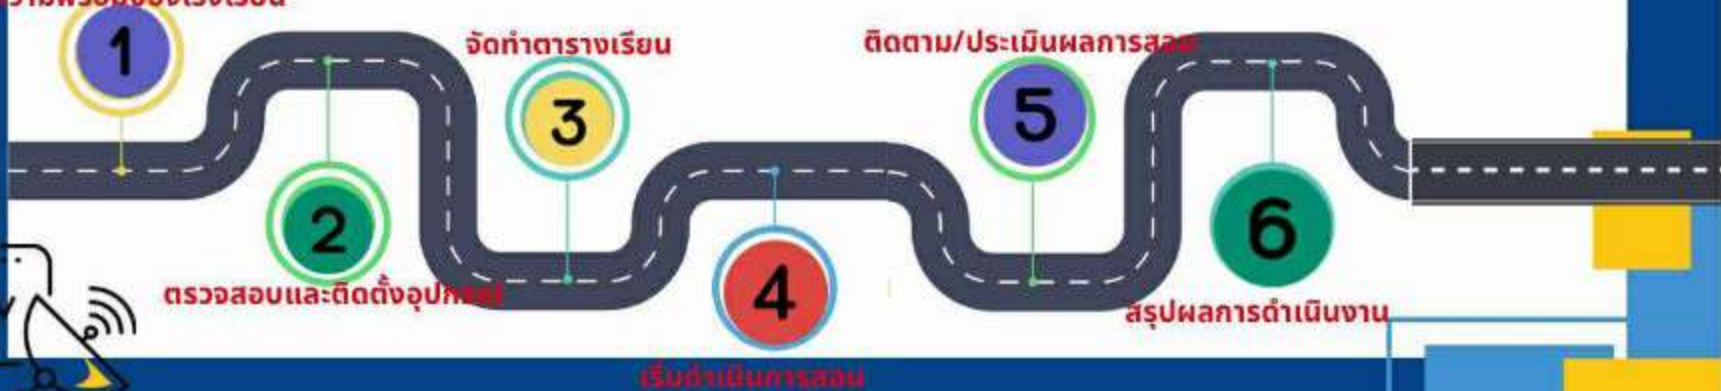 1
ตรวจสอบและติดตั้งอุปกรณ์
2
จัดทำตารางเรียน
3
เริ่มดำเนินการสอน
4
ติดตาม/ประเมินผลการสอน
5
สรุปผลการดำเนินงาน
6